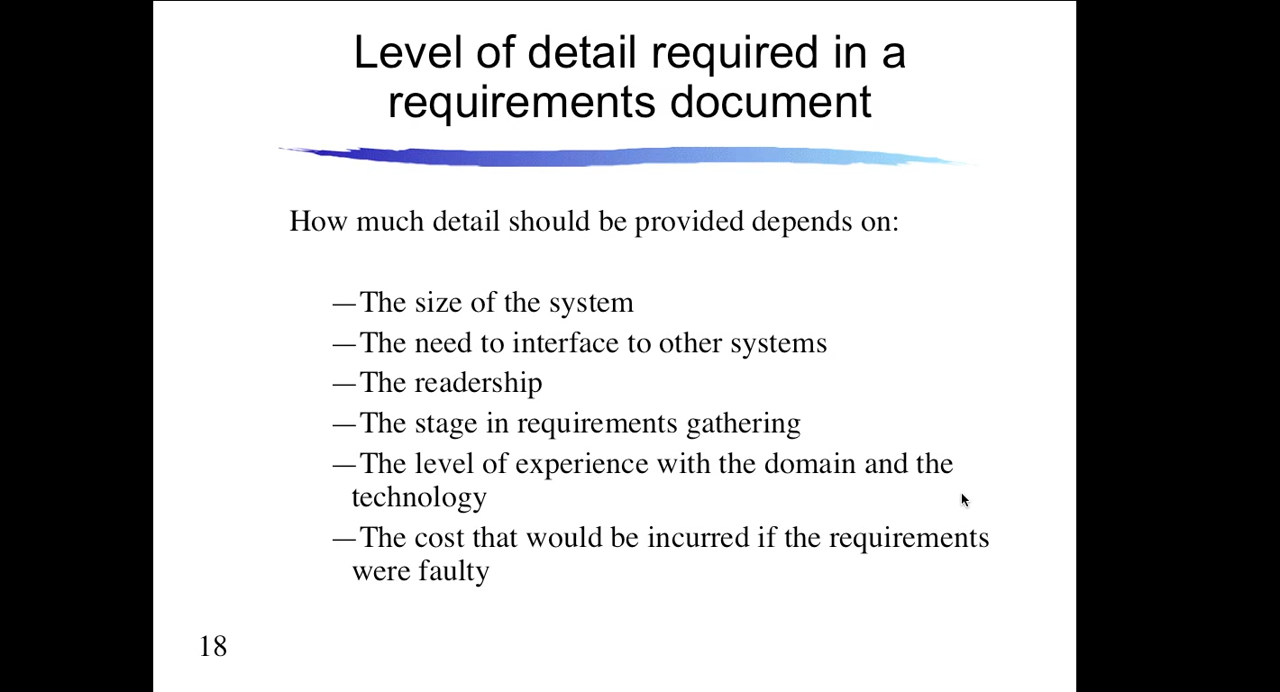 Level of detail required in a
requirements document
How much detail should be provided depends on:
—The size of the system
—The need to interface to other systems
—The readership
—The stage in requirements gathering
—The level of experience with the domain and the
technology
—The cost that would be incurred if the requirements
were faulty
18